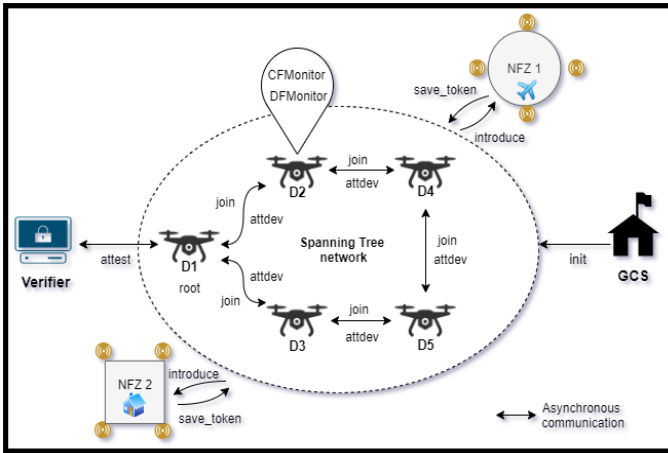 CFMonitor
DFMonitor
NFZ 1
save_token
introduce
join
attdev
D2
join
attdev
D4
Verifier
attest
D1
root
Spanning Tree
network
join
attdev
init
GCS
attdev
join
D3
join
attdev
D5
NFZ 2
introduce
save_token
Asynchronous
communication